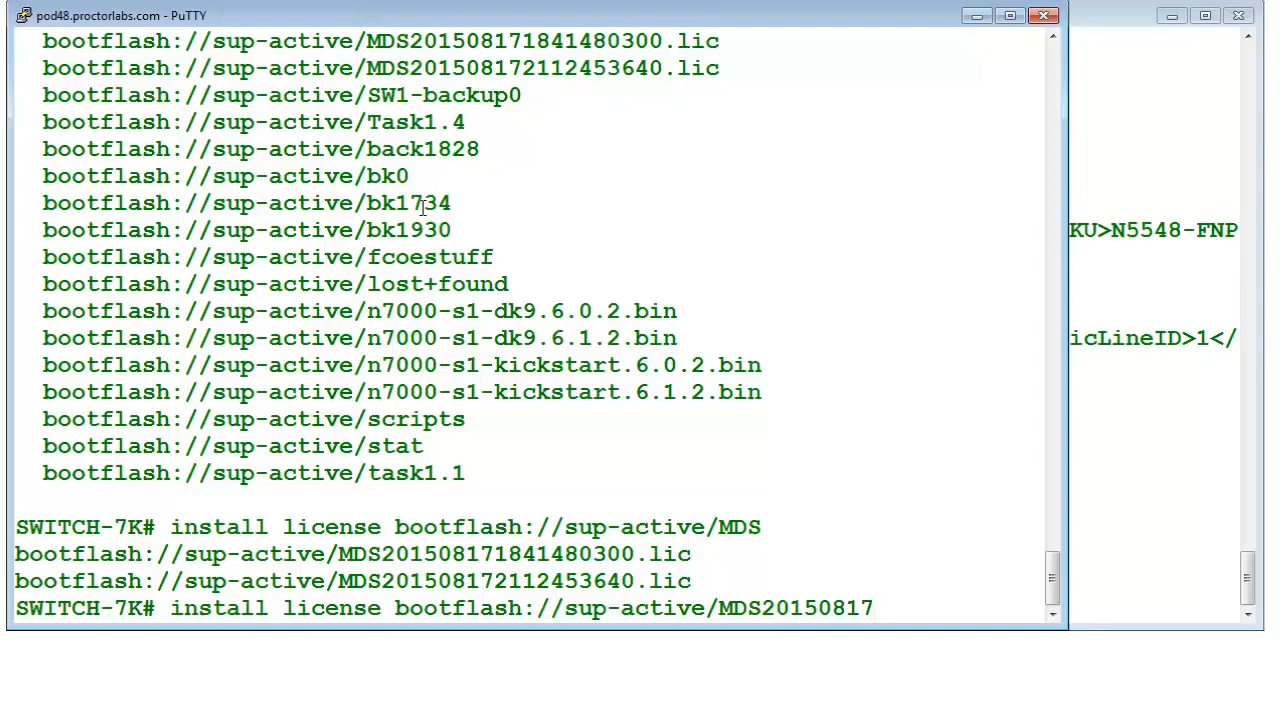 pod48.proctorlabs.com - PuTTY
bootflash://sup-active/MDS201508171841480300.lic
bootflash://sup-active/MDS201508172112453640.lic
bootflash://sup-active/SW1-backup0
bootflash://sup-active/Task1.4
bootflash://sup-active/back1828
bootflash://sup-active/bk0
bootflash://sup-active/bk1734
bootflash://sup-active/bk1930
KU>N5548-FNP
bootflash://sup-active/fcoestuff
bootflash://sup-active/lost+found
bootflash://sup-active/n7000-s1-dk9.6.0.2.bin
bootflash://sup-active/n7000-s1-dk9.6.1.2.bin
icLineID>1</
bootflash://sup-active/n7000-s1-kickstart.6.0.2.bin
bootflash://sup-active/n7000-s1-kickstart.6.1.2.bin
bootflash://sup-active/scripts
bootflash://sup-active/stat
bootflash://sup-active/task1.1
SWITCH-7K# install license bootflash://sup-active/MDS
bootflash://sup-active/MDS201508171841480300.lic
bootflash://sup-active/MDS201508172112453640.lic
SWITCH-7K# install license bootflash://sup-active/MDS20150817